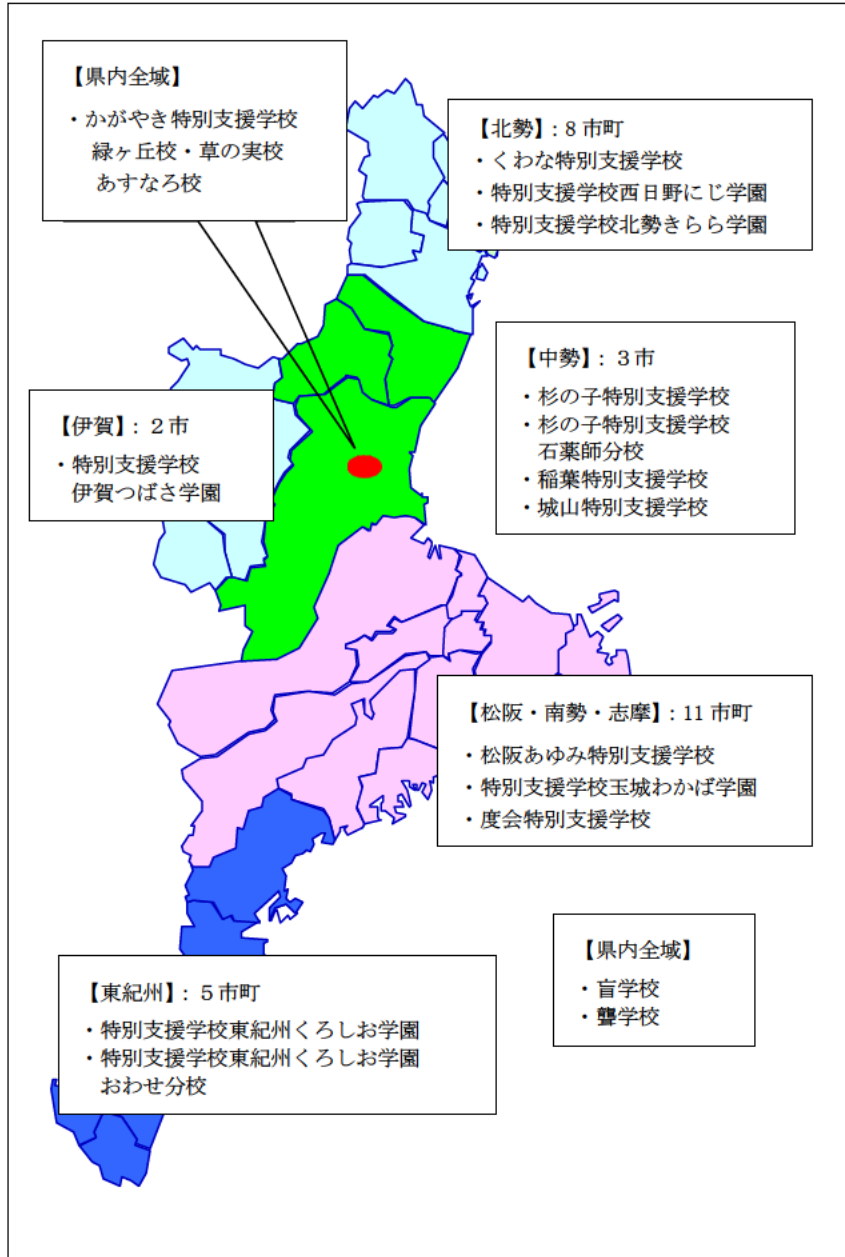 【県内全域】
・かがやき特別支援学校
緑ヶ丘校・草の実校
あすなろ校
【北勢】：8 市町
・くわな特別支援学校
・特別支援学校西日野にじ学園
・特別支援学校北勢きらら学園
【中勢】：３市
・杉の子特別支援学校
・杉の子特別支援学校
石薬師分校
・稲葉特別支援学校
・城山特別支援学校
【伊賀】：２市
・特別支援学校
伊賀つばさ学園
【松阪・南勢・志摩】：11 市町
・松阪あゆみ特別支援学校
・特別支援学校玉城わかば学園
・度会特別支援学校
【県内全域】
・盲学校
・聾学校
【東紀州】：５市町
・特別支援学校東紀州くろしお学園
・特別支援学校東紀州くろしお学園
おわせ分校